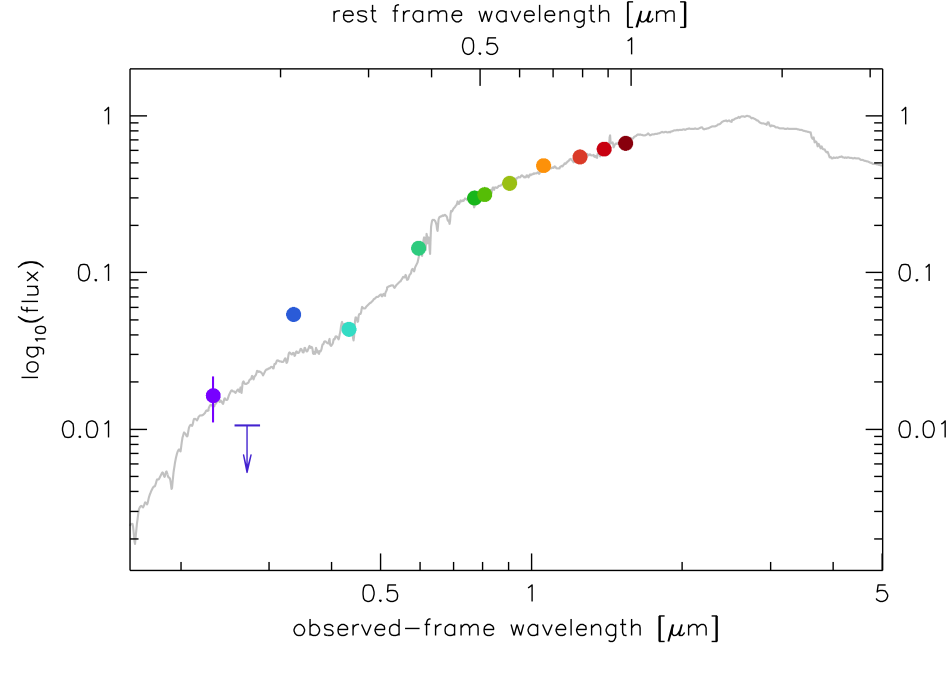 rest frame wavelength [μm]
0.5 1
1 1
log10(flux)
0.1 0.1
0.01 0.01
0.5 1 5
observed-frame wavelength [μm]